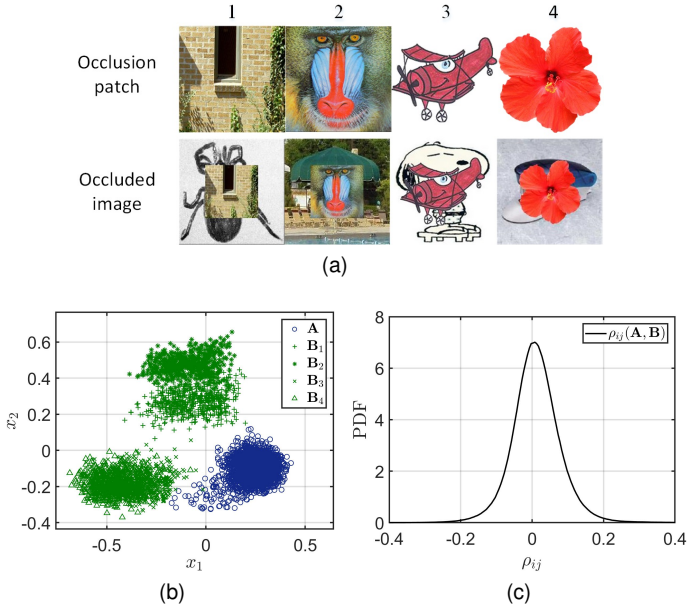 1 2 3 4
Occlusion
patch
Occluded
image
(a)
A
B₁
B₂
B₃
B₄
0.6
0.4
0.2
0
-0.2
-0.4
x₂
-0.5 0 0.5
x₁
(b)
ρᵢⱼ(A, B)
8
6
4
2
0
PDF
-0.4 -0.2 0 0.2 0.4
ρᵢⱼ
(c)